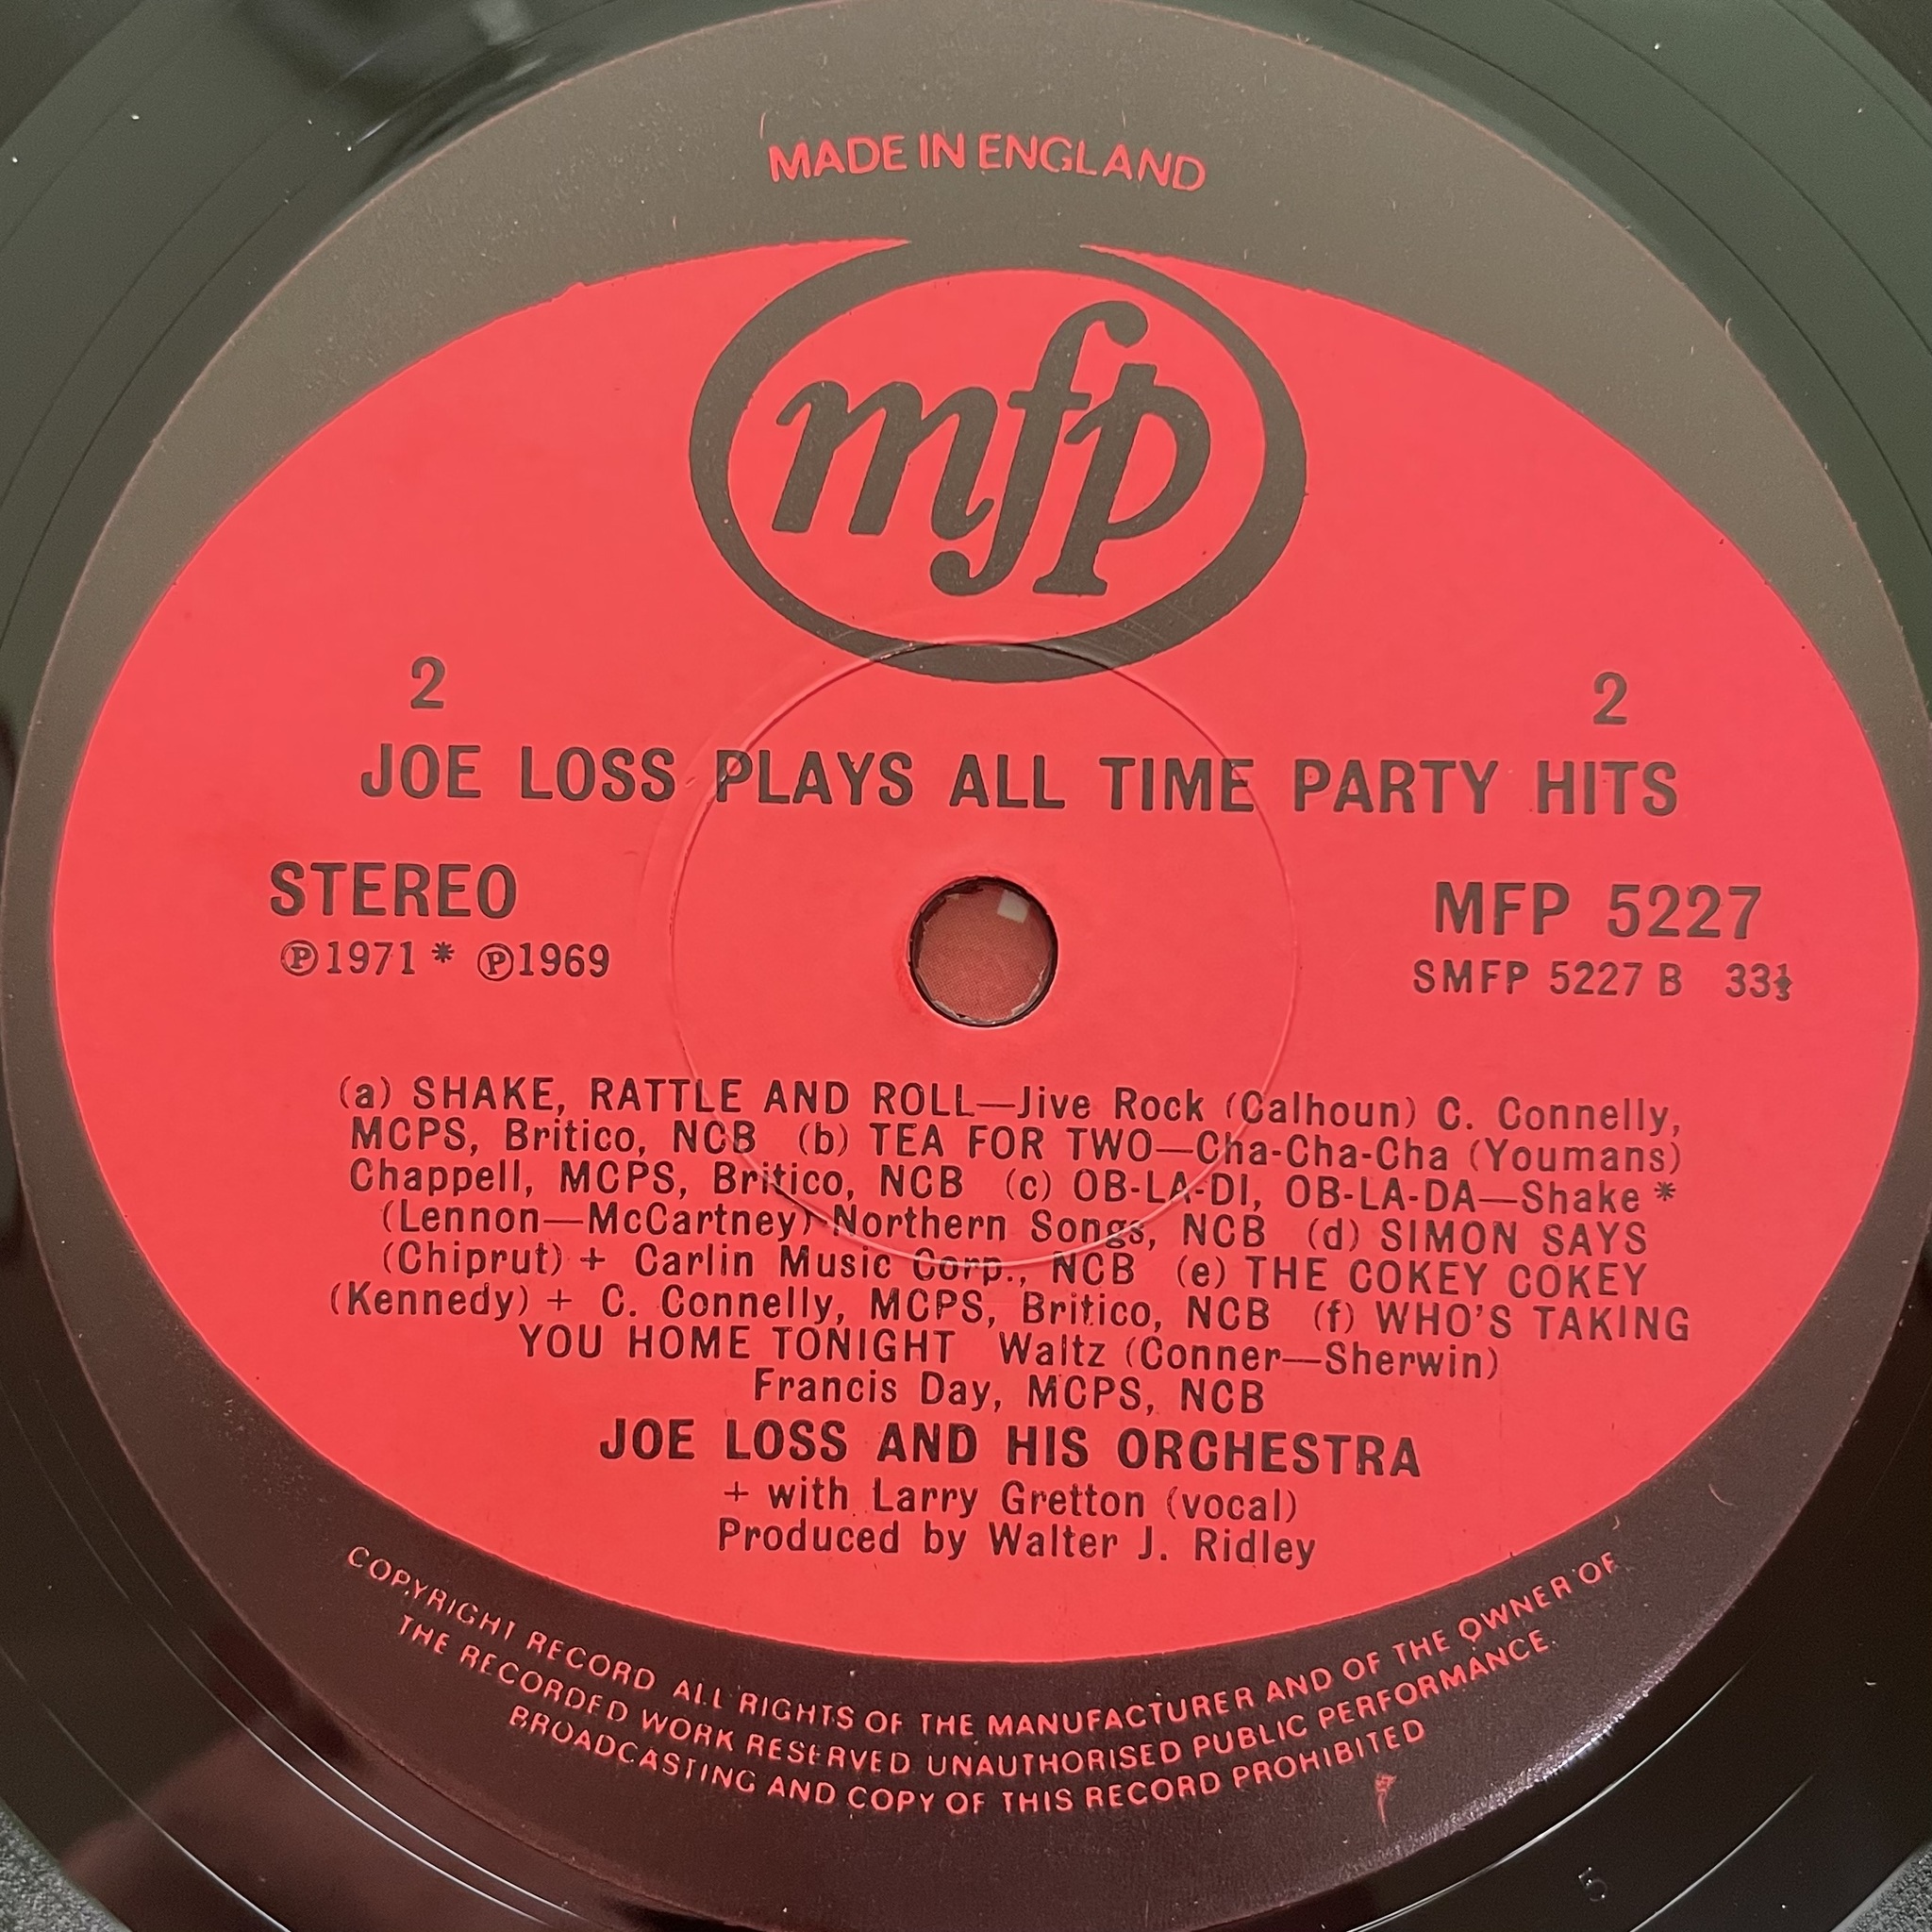 MADE IN ENGLAND
mfp
2 2
JOE LOSS PLAYS ALL TIME PARTY HITS
STEREO MFP 5227
℗1971 * ℗1969 SMFP 5227 B 33⅓
(a) SHAKE, RATTLE AND ROLL—Jive Rock (Calhoun) C. Connelly,
MCPS, Britico, NCB (b) TEA FOR TWO—Cha-Cha-Cha (Youmans)
Chappell, MCPS, Britico, NCB (c) OB-LA-DI, OB-LA-DA—Shake *
(Lennon—McCartney) Northern Songs, NCB (d) SIMON SAYS
(Chiprut) + Carlin Music Corp., NCB (e) THE COKEY COKEY
(Kennedy) + C. Connelly, MCPS, Britico, NCB (f) WHO'S TAKING
YOU HOME TONIGHT Waltz (Conner—Sherwin)
Francis Day, MCPS, NCB
JOE LOSS AND HIS ORCHESTRA
+ with Larry Gretton (vocal)
Produced by Walter J. Ridley
COPYRIGHT RECORD ALL RIGHTS OF THE MANUFACTURER AND OF THE OWNER OF
THE RECORDED WORK RESERVED UNAUTHORISED PUBLIC PERFORMANCE
BROADCASTING AND COPY OF THIS RECORD PROHIBITED
5